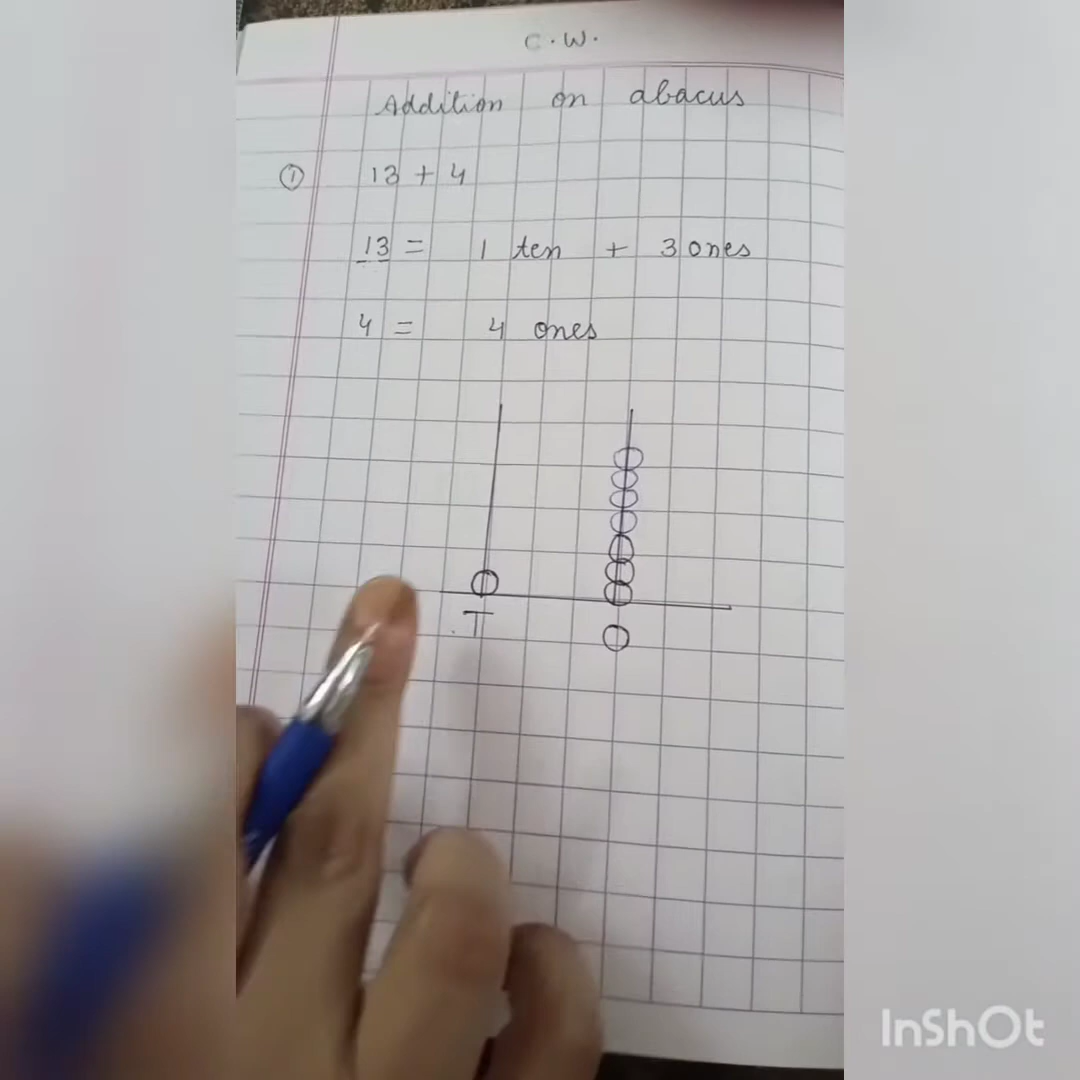 C.W.
Addition on abacus
① 13 + 4
13 = 1 ten + 3 ones
4 = 4 ones
T O
InShOt